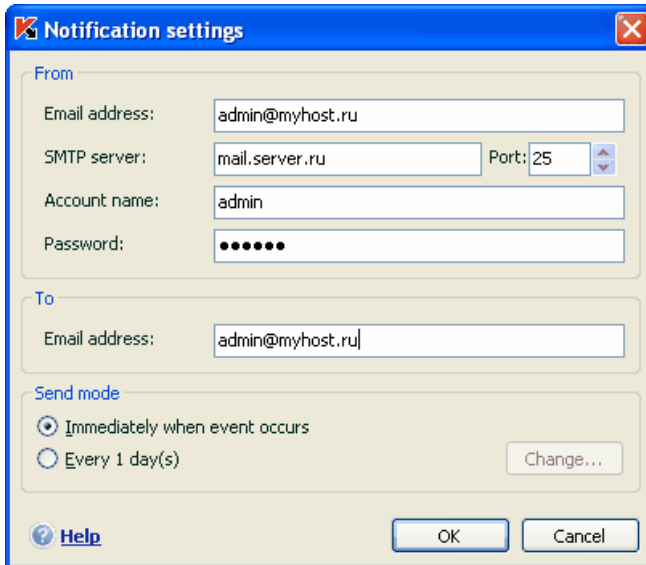 Notification settings
From
Email address: admin@myhost.ru
SMTP server: mail.server.ru Port: 25
Account name: admin
Password: ●●●●●●
To
Email address: admin@myhost.ru
Send mode
Immediately when event occurs
Every 1 day(s) Change...
Help OK Cancel